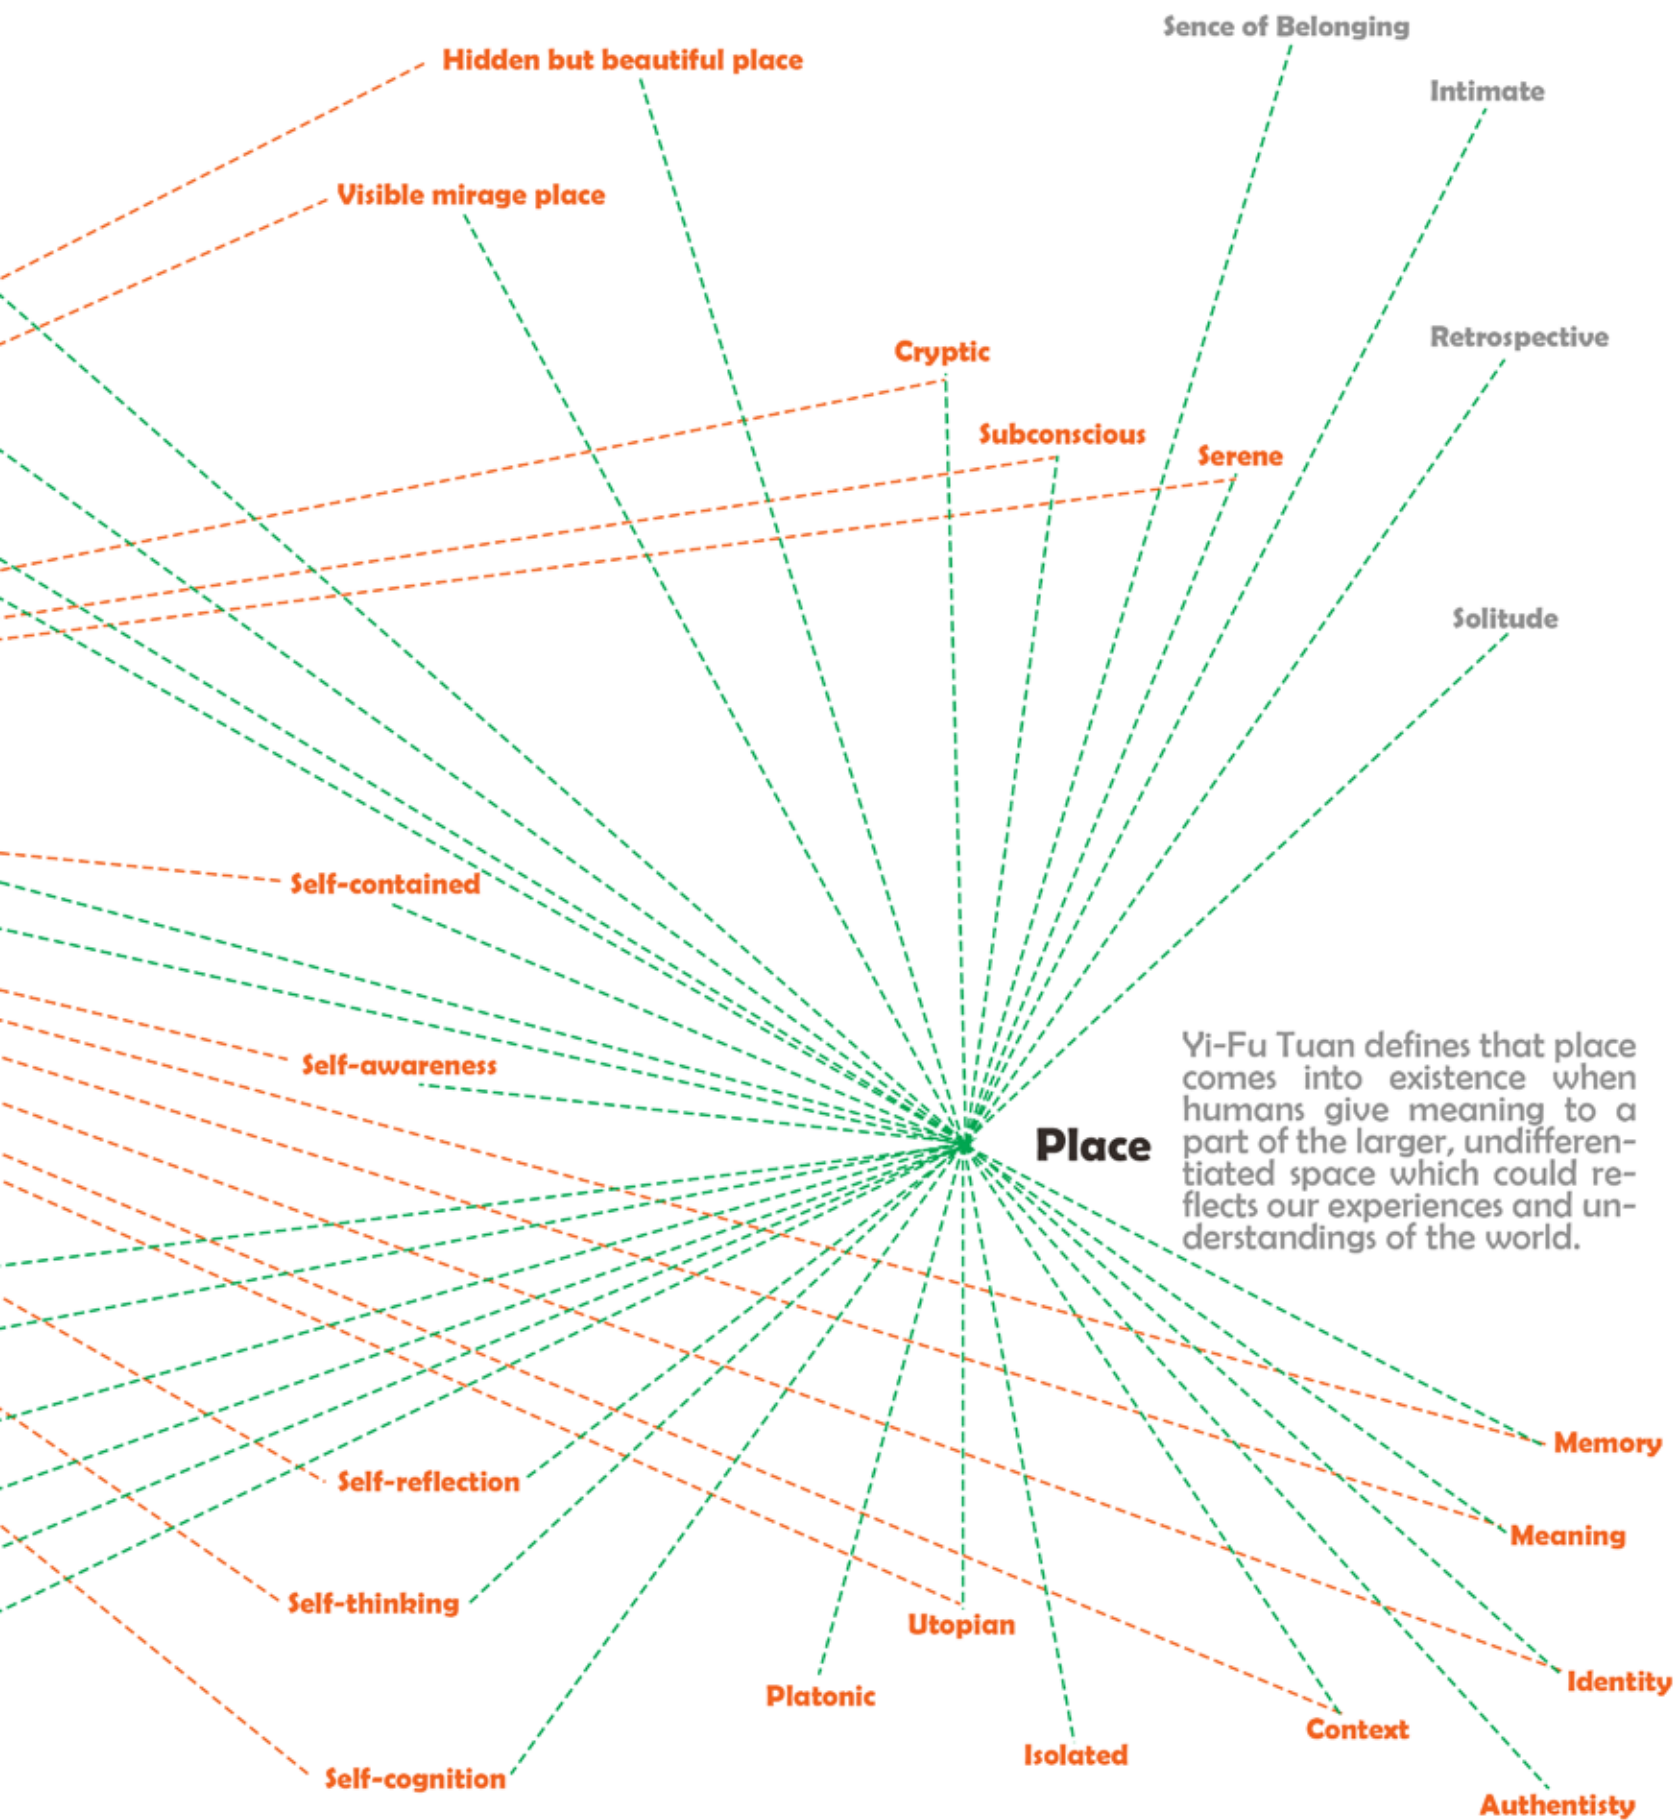 Sence of Belonging
Hidden but beautiful place
Intimate
Visible mirage place
Retrospective
Cryptic
Subconscious
Serene
Solitude
Self-contained
Self-awareness
Place
Yi-Fu Tuan defines that place
comes into existence when
humans give meaning to a
part of the larger, undifferen-
tiated space which could re-
flects our experiences and un-
derstandings of the world.
Memory
Self-reflection
Meaning
Self-thinking
Utopian
Identity
Platonic
Context
Isolated
Self-cognition
Authentisty